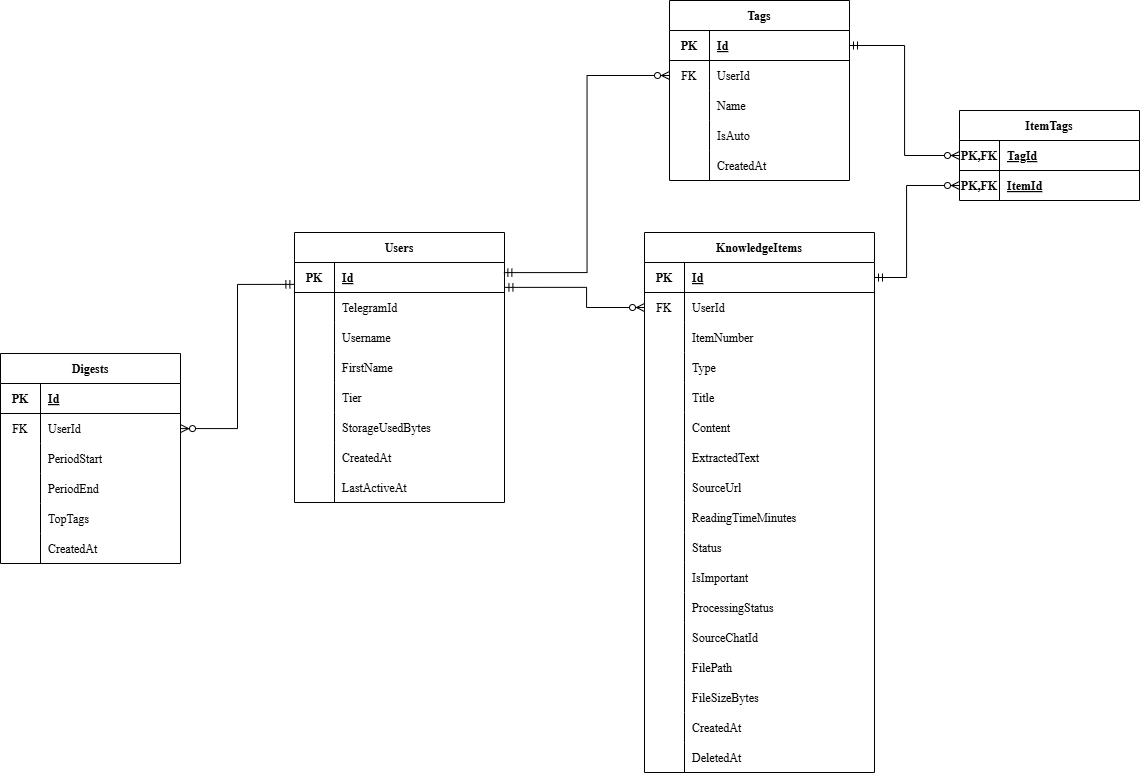 Tags
PK Id
FK UserId
Name
IsAuto
CreatedAt
ItemTags
PK,FK TagId
PK,FK ItemId
Users
PK Id
TelegramId
Username
FirstName
Tier
StorageUsedBytes
CreatedAt
LastActiveAt
KnowledgeItems
PK Id
FK UserId
ItemNumber
Type
Title
Content
ExtractedText
SourceUrl
ReadingTimeMinutes
Status
IsImportant
ProcessingStatus
SourceChatId
FilePath
FileSizeBytes
CreatedAt
DeletedAt
Digests
PK Id
FK UserId
PeriodStart
PeriodEnd
TopTags
CreatedAt